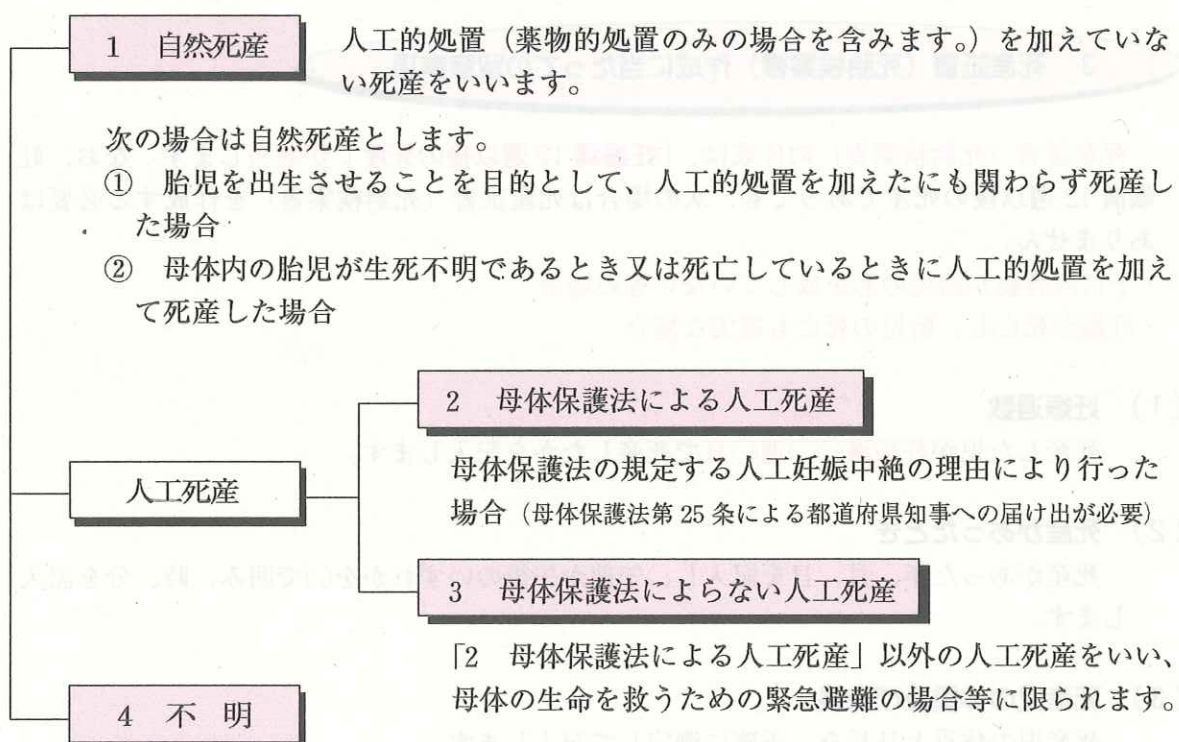 1　自然死産
人工的処置（薬物的処置のみの場合を含みます。）を加えていな
い死産をいいます。
次の場合は自然死産とします。
①　胎児を出生させることを目的として、人工的処置を加えたにも関わらず死産し
た場合
②　母体内の胎児が生死不明であるとき又は死亡しているときに人工的処置を加え
て死産した場合
人工死産
2　母体保護法による人工死産
母体保護法の規定する人工妊娠中絶の理由により行った
場合（母体保護法第25条による都道府県知事への届け出が必要）
3　母体保護法によらない人工死産
「2　母体保護法による人工死産」以外の人工死産をいい、
母体の生命を救うための緊急避難の場合等に限られます。
4　不　明